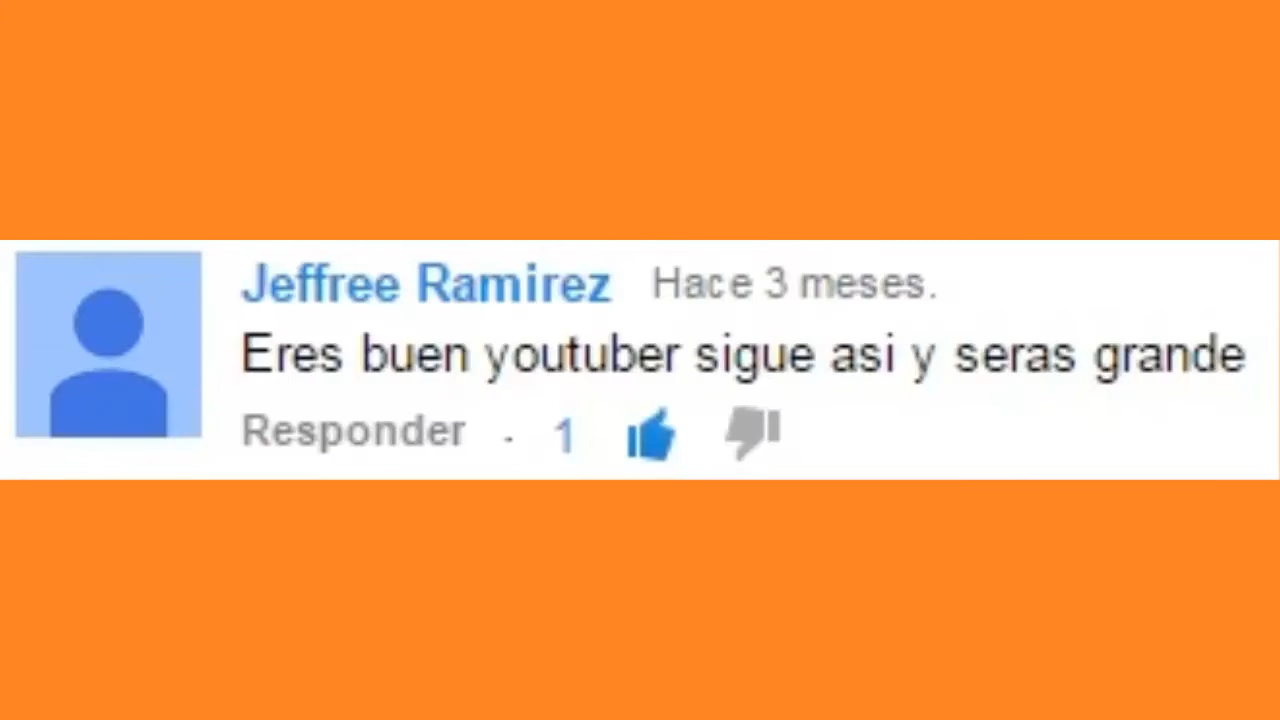 Jeffree Ramirez Hace 3 meses.
Eres buen youtuber sigue asi y seras grande
Responder · 1